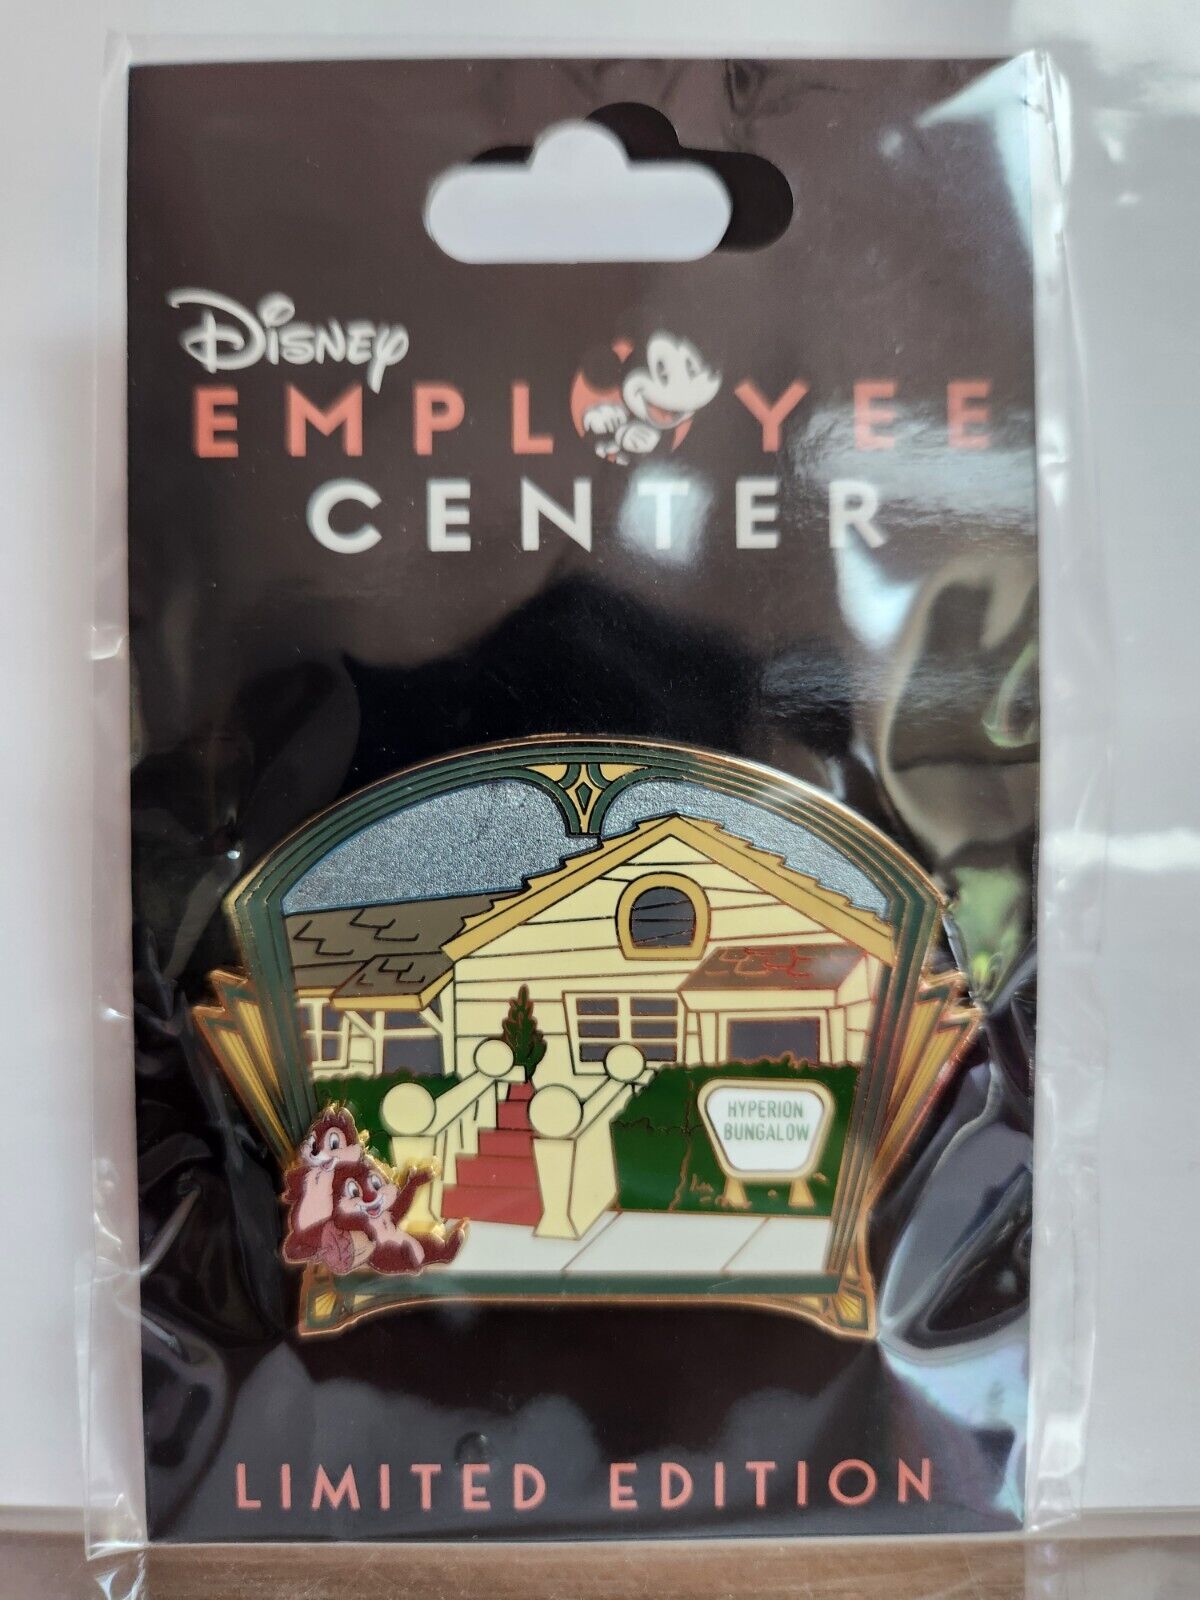 Disney
EMPLOYEE
CENTER
HYPERION
BUNGALOW
LIMITED EDITION